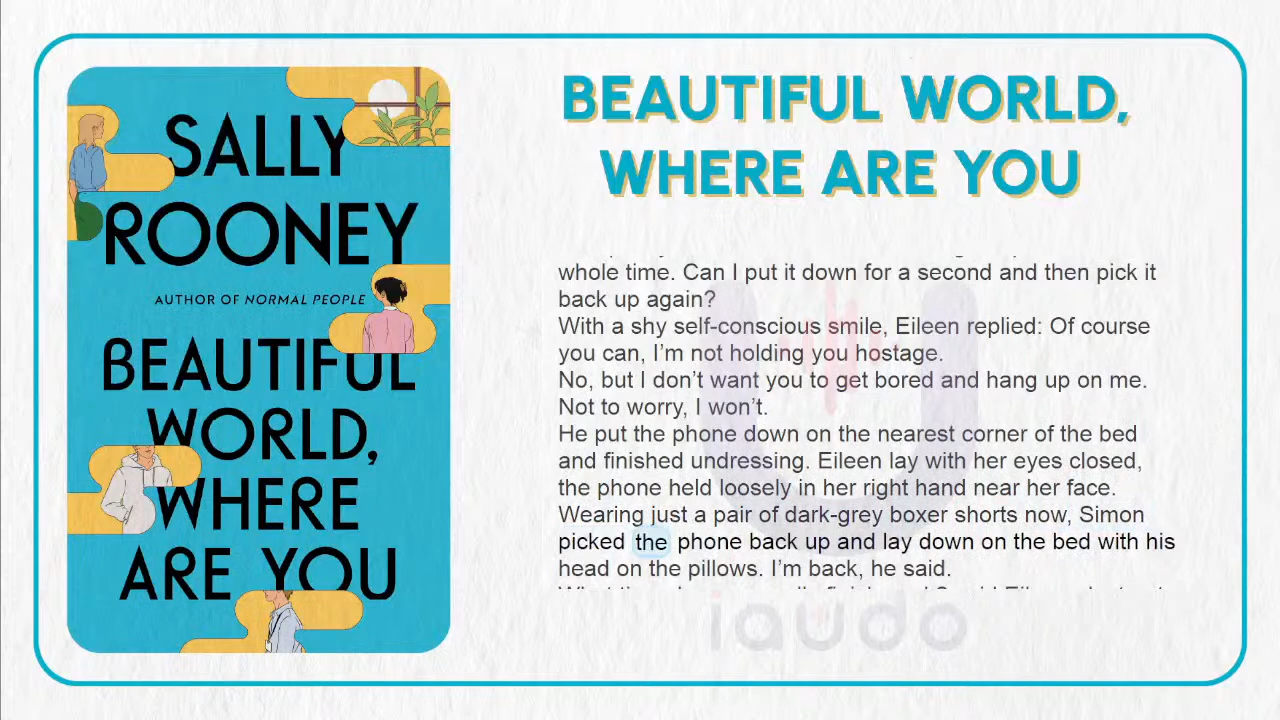 SALLY
ROONEY
AUTHOR OF NORMAL PEOPLE
BEAUTIFUL
WORLD,
WHERE
ARE YOU
BEAUTIFUL WORLD,
WHERE ARE YOU
whole time. Can I put it down for a second and then pick it
back up again?
With a shy self-conscious smile, Eileen replied: Of course
you can, I’m not holding you hostage.
No, but I don’t want you to get bored and hang up on me.
Not to worry, I won’t.
He put the phone down on the nearest corner of the bed
and finished undressing. Eileen lay with her eyes closed,
the phone held loosely in her right hand near her face.
Wearing just a pair of dark-grey boxer shorts now, Simon
picked the phone back up and lay down on the bed with his
head on the pillows. I’m back, he said.
iaudo